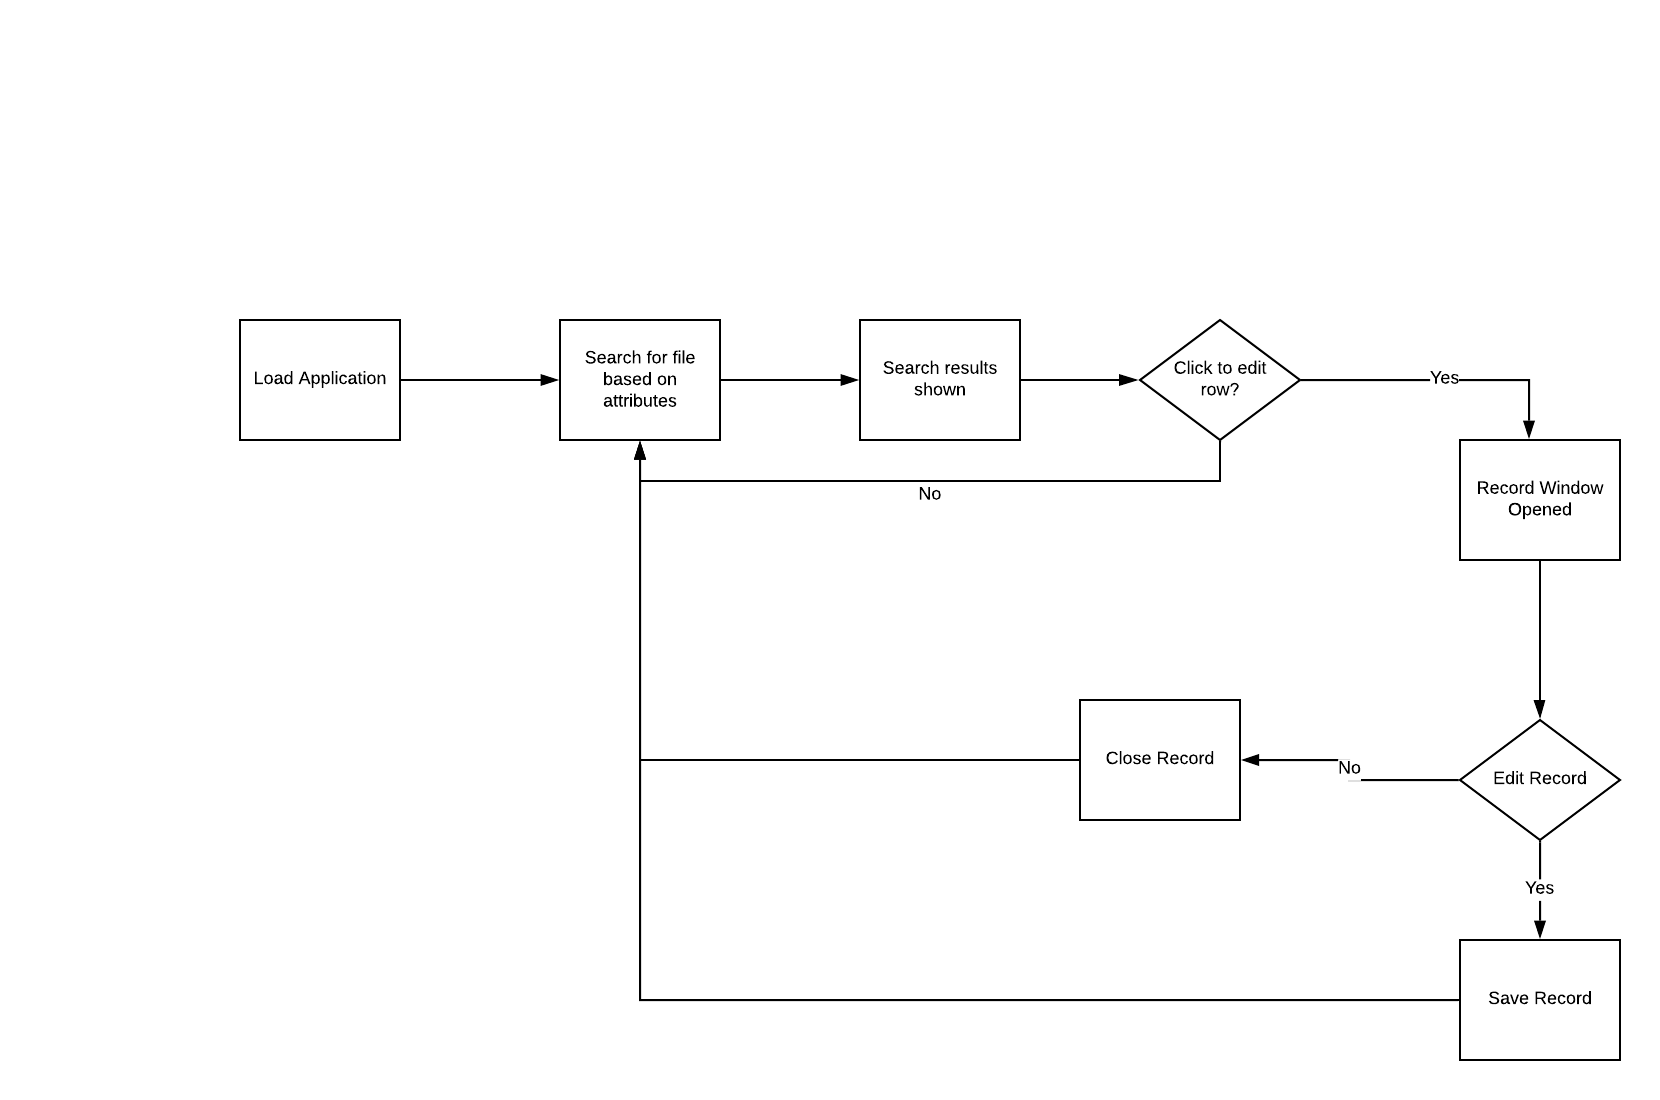 Load Application
Search for file
based on
attributes
Search results
shown
Click to edit
row?
Yes
No
Record Window
Opened
Close Record
No
Edit Record
Yes
Save Record